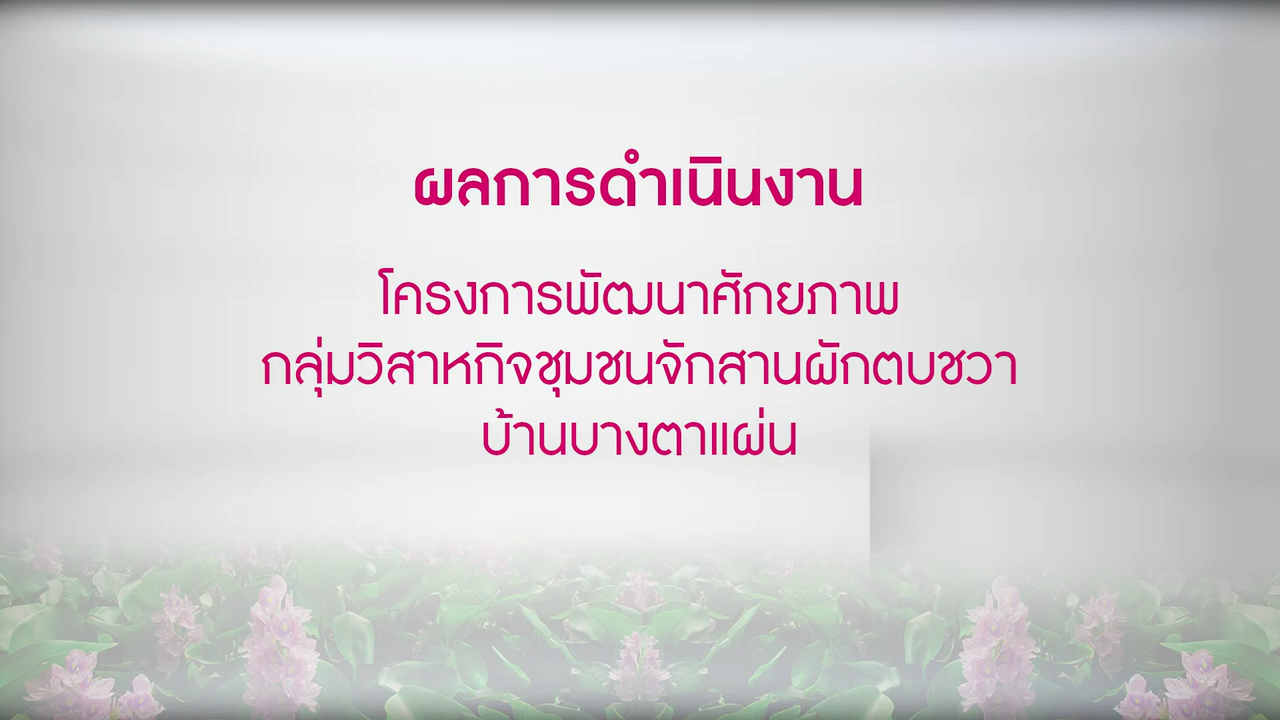 ผลการดำเนินงาน
โครงการพัฒนาศักยภาพ
กลุ่มวิสาหกิจชุมชนจักสานผักตบชวา
บ้านบางตาแผ่น